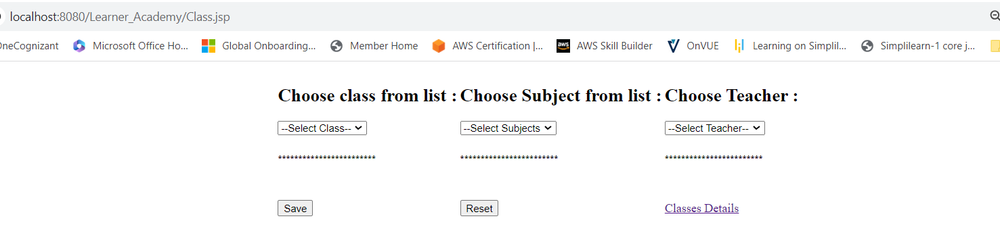 localhost:8080/Learner_Academy/Class.jsp
OneCognizant Microsoft Office Ho... Global Onboarding... Member Home AWS Certification |... aws AWS Skill Builder OnVUE Learning on Simplil... Simplilearn-1 core j...
Choose class from list : Choose Subject from list : Choose Teacher :
--Select Class-- --Select Subjects --Select Teacher--
************************ ************************ ************************
Save Reset Classes Details